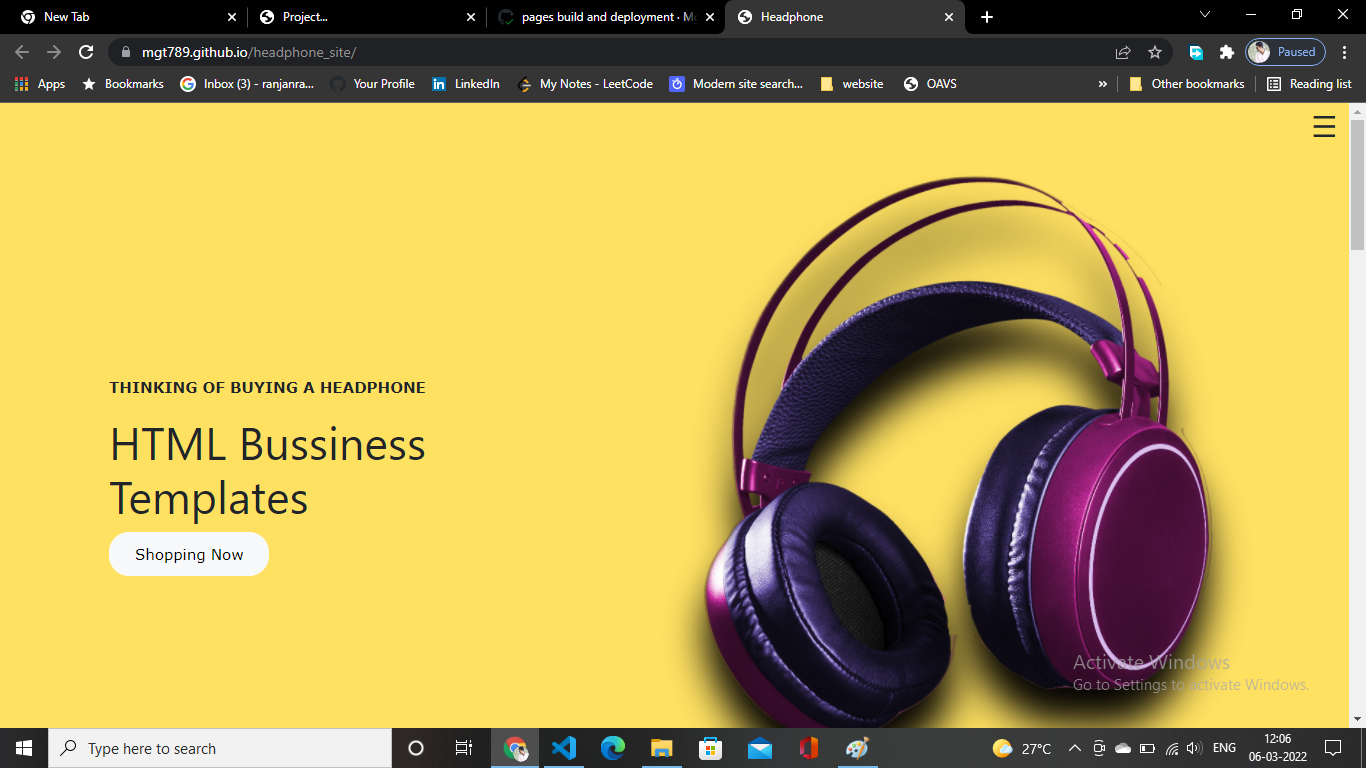 New Tab
Project...
pages build and deployment · M
Headphone
mgt789.github.io/headphone_site/
Paused
Apps
Bookmarks
Inbox (3) - ranjanra...
Your Profile
LinkedIn
My Notes - LeetCode
Modern site search...
website
OAVS
»
Other bookmarks
Reading list
THINKING OF BUYING A HEADPHONE
HTML Bussiness
Templates
Shopping Now
Activate Windows
Go to Settings to activate Windows.
Type here to search
27°C
ENG
12:06
06-03-2022